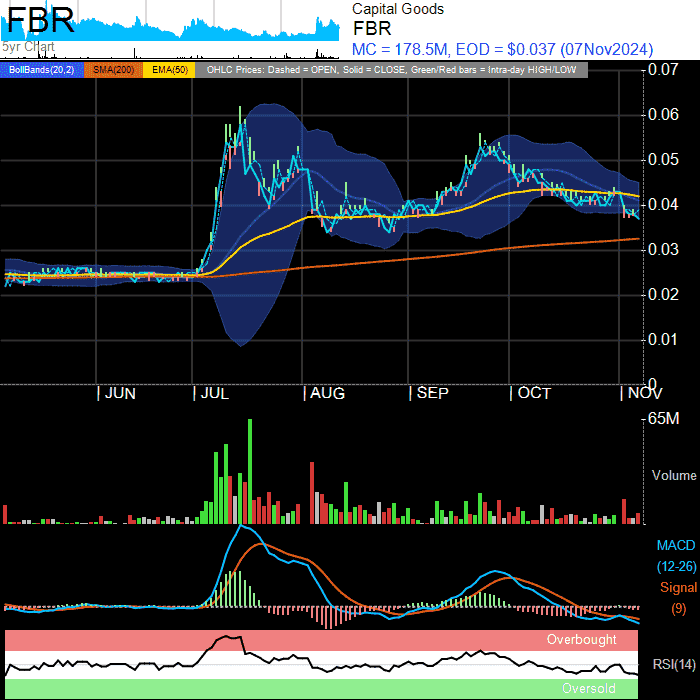 FBR
5yr Chart
Capital Goods
FBR
MC = 178.5M, EOD = $0.037 (07Nov2024)
BollBands(20,2) SMA(200) EMA(50) OHLC Prices: Dashed = OPEN, Solid = CLOSE, Green/Red bars = Intra-day HIGH/LOW
0.07
0.06
0.05
0.04
0.03
0.02
0.01
0
JUN JUL AUG SEP OCT NOV
65M
Volume
MACD
(12-26)
Signal
(9)
Overbought
RSI(14)
Oversold